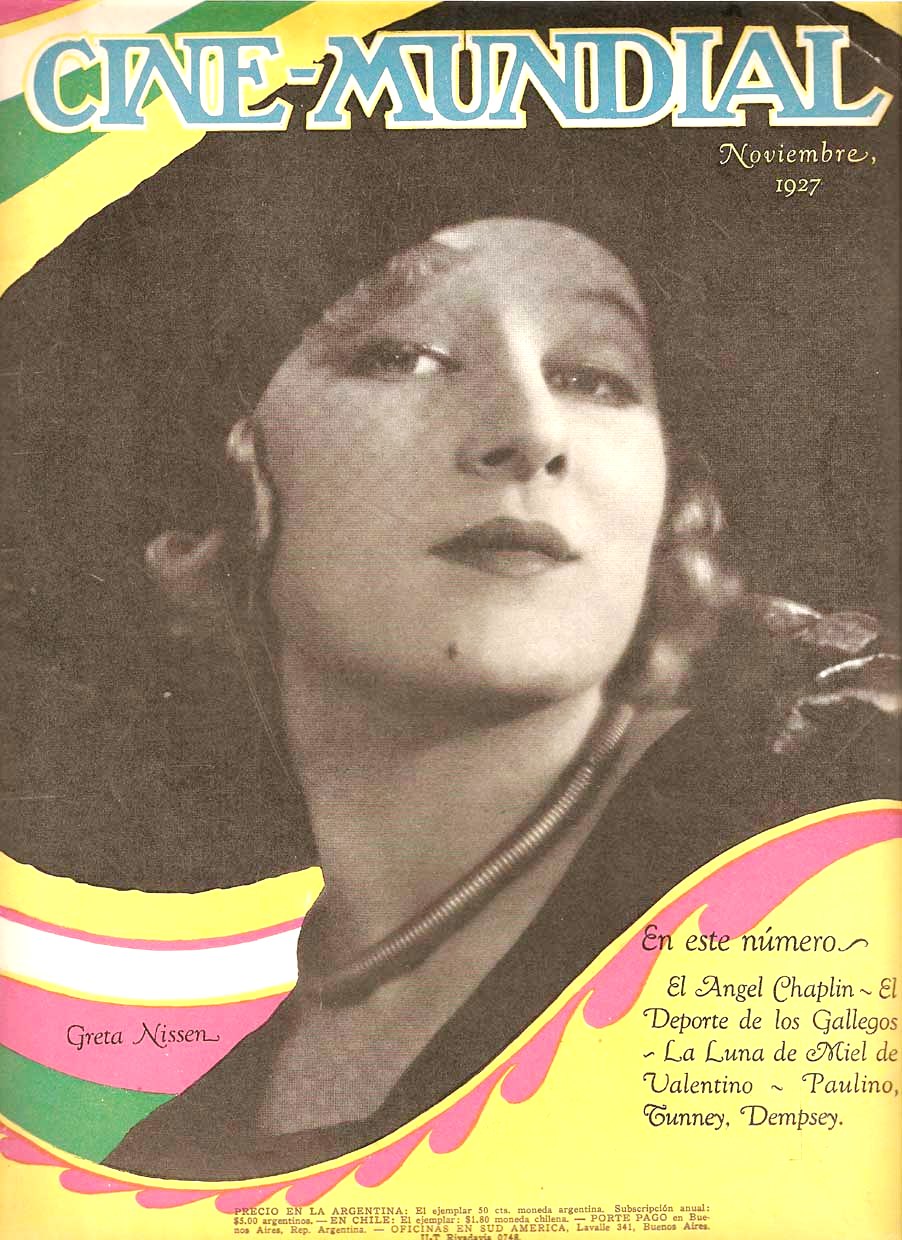 CINE-MUNDIAL
Noviembre,
1927
Greta Nissen
En este número
El Angel Chaplin ~ El
Deporte de los Gallegos
~ La Luna de Miel de
Valentino ~ Paulino,
Tunney, Dempsey.
PRECIO EN LA ARGENTINA: El ejemplar 50 cts. moneda argentina. Subscripción anual:
$5.00 argentinos. — EN CHILE: El ejemplar: $1.80 moneda chilena. — PORTE PAGO en Bue-
nos Aires, Rep. Argentina. — OFICINAS EN SUD AMERICA, Lavalle 341, Buenos Aires.
U.T. Rivadavia 0748.